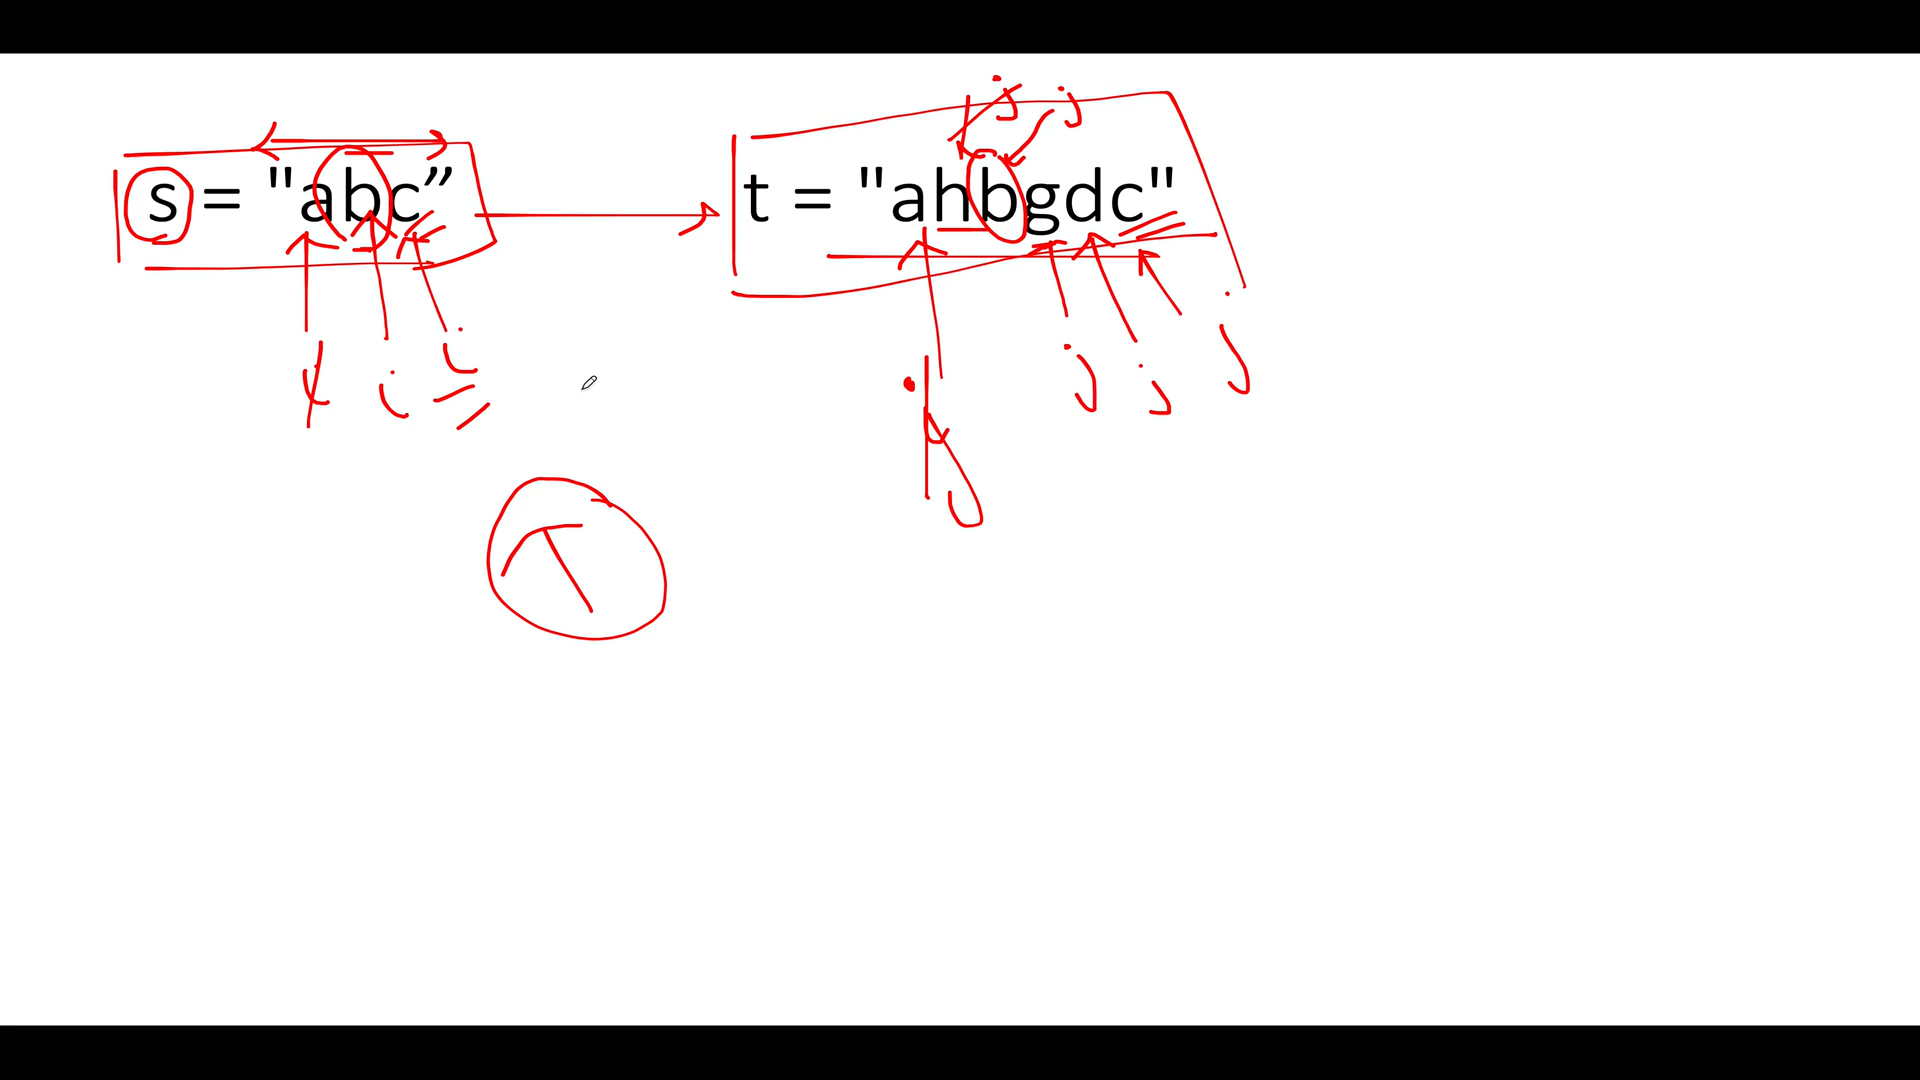 j j
s = "abc” t = "ahbgdc"
i i i j j j
j
T